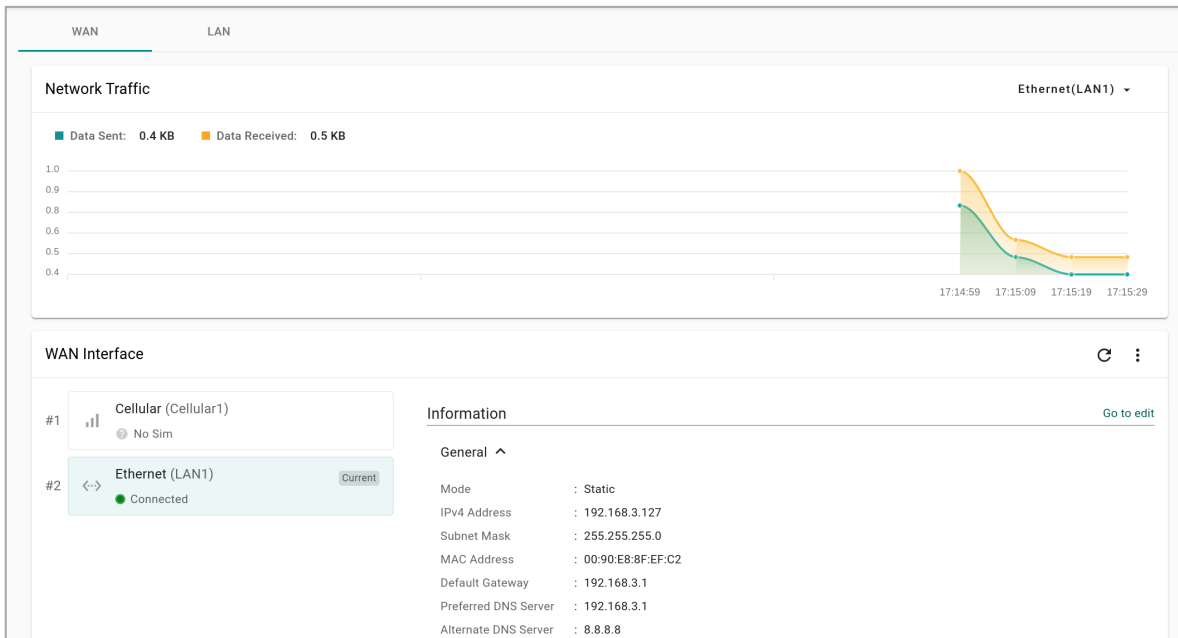 WAN LAN
Network Traffic Ethernet(LAN1)
Data Sent: 0.4 KB Data Received: 0.5 KB
1.0
0.9
0.8
0.6
0.5
0.4
17:14:59 17:15:09 17:15:19 17:15:29
WAN Interface
#1 Cellular (Cellular1)
No Sim
#2 Ethernet (LAN1) Current
Connected
Information Go to edit
General
Mode : Static
IPv4 Address : 192.168.3.127
Subnet Mask : 255.255.255.0
MAC Address : 00:90:E8:8F:EF:C2
Default Gateway : 192.168.3.1
Preferred DNS Server : 192.168.3.1
Alternate DNS Server : 8.8.8.8